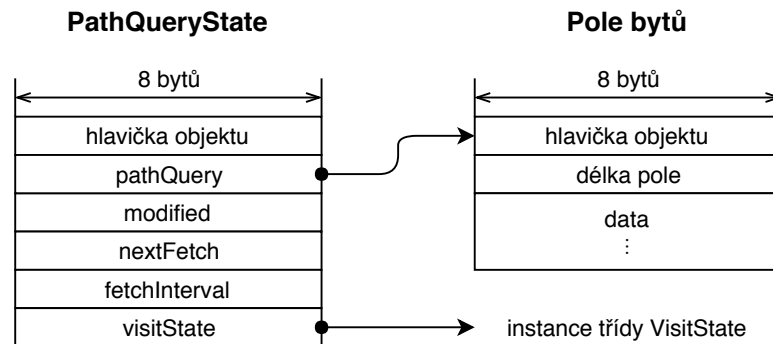 PathQueryState
8 bytů
hlavička objektu
pathQuery
modified
nextFetch
fetchInterval
visitState
Pole bytů
8 bytů
hlavička objektu
délka pole
data
⋮
instance třídy VisitState